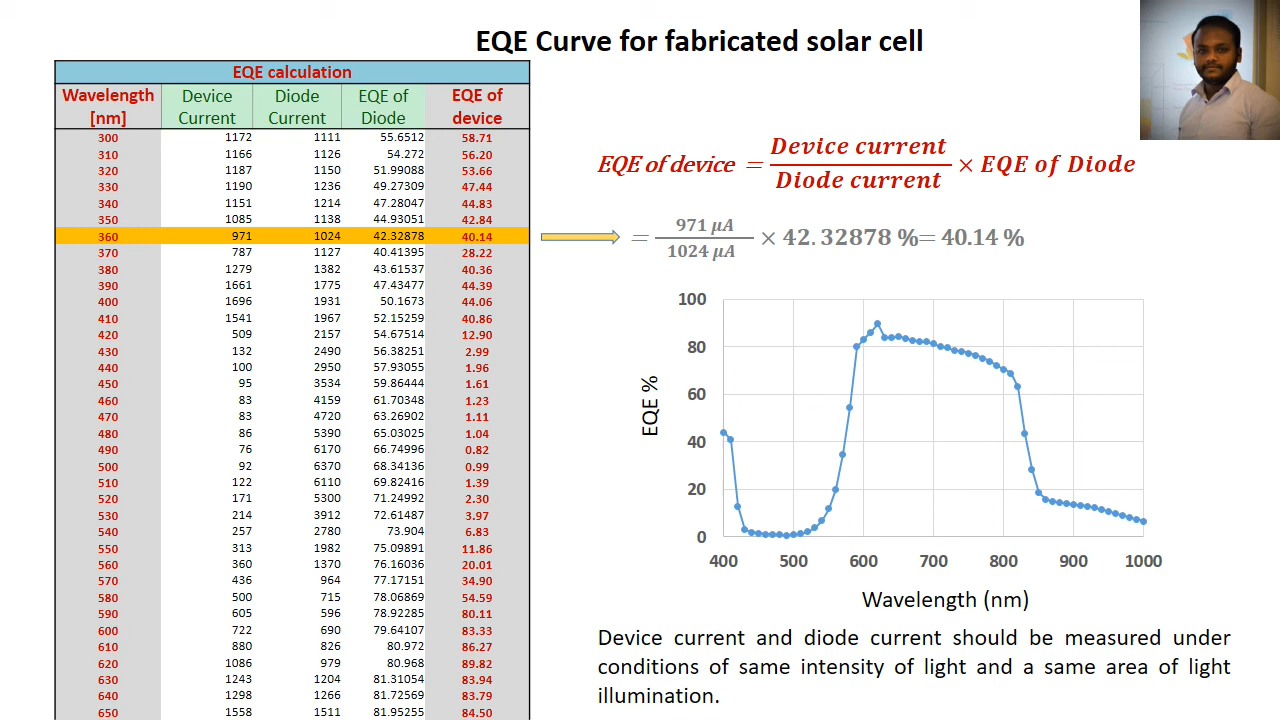 EQE Curve for fabricated solar cell
EQE calculation
Wavelength [nm] Device Current Diode Current EQE of Diode EQE of device
300 1172 1111 55.6512 58.71
310 1166 1126 54.272 56.20
320 1187 1150 51.99088 53.66
330 1190 1236 49.27309 47.44
340 1151 1214 47.28047 44.83
350 1085 1138 44.93051 42.84
360 971 1024 42.32878 40.14
370 787 1127 40.41395 28.22
380 1279 1382 43.61537 40.36
390 1661 1775 47.43477 44.39
400 1696 1931 50.1673 44.06
410 1541 1967 52.15259 40.86
420 509 2157 54.67514 12.90
430 132 2490 56.38251 2.99
440 100 2950 57.93055 1.96
450 95 3534 59.86444 1.61
460 83 4159 61.70348 1.23
470 83 4720 63.26902 1.11
480 86 5390 65.03025 1.04
490 76 6170 66.74996 0.82
500 92 6370 68.34136 0.99
510 122 6110 69.82416 1.39
520 171 5300 71.24992 2.30
530 214 3912 72.61487 3.97
540 257 2780 73.904 6.83
550 313 1982 75.09891 11.86
560 360 1370 76.16036 20.01
570 436 964 77.17151 34.90
580 500 715 78.06869 54.59
590 605 596 78.92285 80.11
600 722 690 79.64107 83.33
610 880 826 80.972 86.27
620 1086 979 80.968 89.82
630 1243 1204 81.31054 83.94
640 1298 1266 81.72569 83.79
650 1558 1511 81.95255 84.50
EQE of device = Device current / Diode current × EQE of Diode
= 971 μA / 1024 μA × 42.32878 %= 40.14 %
100
80
60
40
20
0
EQE %
400 500 600 700 800 900 1000
Wavelength (nm)
Device current and diode current should be measured under
conditions of same intensity of light and a same area of light
illumination.